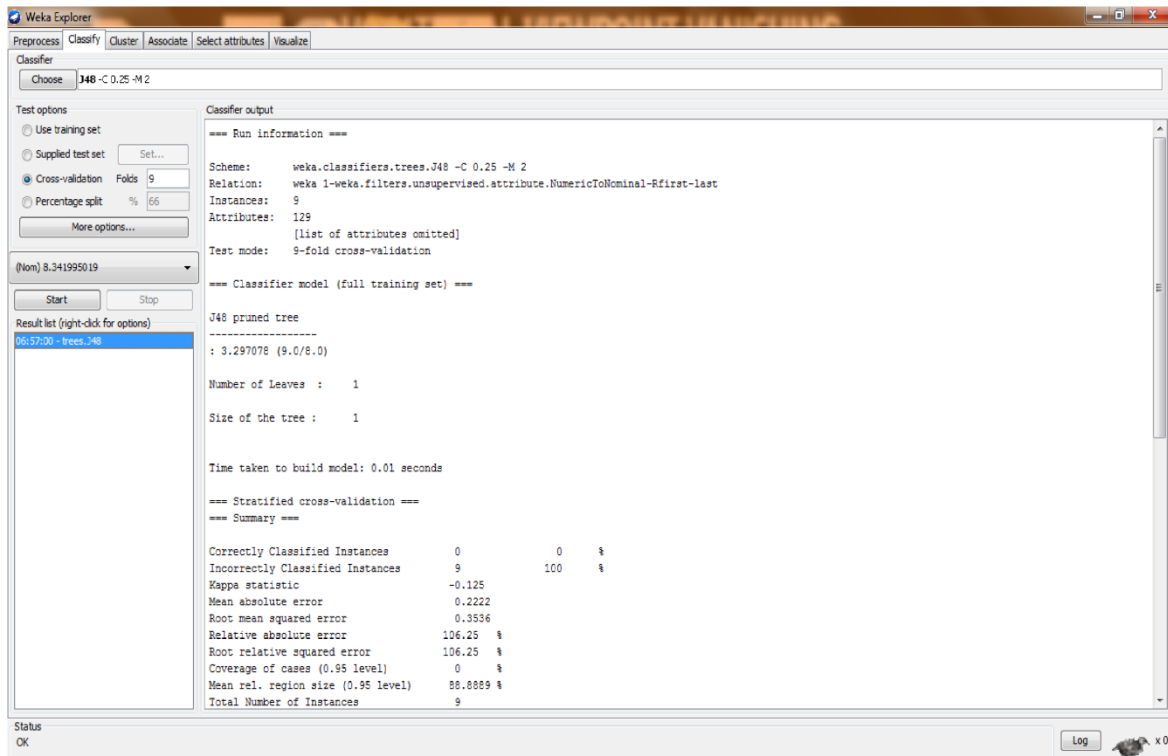 Weka Explorer
Preprocess Classify Cluster Associate Select attributes Visualize
Classifier
Choose J48 -C 0.25 -M 2
Test options
Use training set
Supplied test set Set...
Cross-validation Folds 9
Percentage split % 66
More options...
(Nom) 8.341995019
Start Stop
Result list (right-click for options)
06:57:00 - trees.J48
Classifier output
=== Run information ===
Scheme: weka.classifiers.trees.J48 -C 0.25 -M 2
Relation: weka 1-weka.filters.unsupervised.attribute.NumericToNominal-Rfirst-last
Instances: 9
Attributes: 129
[list of attributes omitted]
Test mode: 9-fold cross-validation
=== Classifier model (full training set) ===
J48 pruned tree
------------------
: 3.297078 (9.0/8.0)
Number of Leaves : 1
Size of the tree : 1
Time taken to build model: 0.01 seconds
=== Stratified cross-validation ===
=== Summary ===
Correctly Classified Instances 0 0 %
Incorrectly Classified Instances 9 100 %
Kappa statistic -0.125
Mean absolute error 0.2222
Root mean squared error 0.3536
Relative absolute error 106.25 %
Root relative squared error 106.25 %
Coverage of cases (0.95 level) 0 %
Mean rel. region size (0.95 level) 88.8889 %
Total Number of Instances 9
Status
OK
Log
x 0